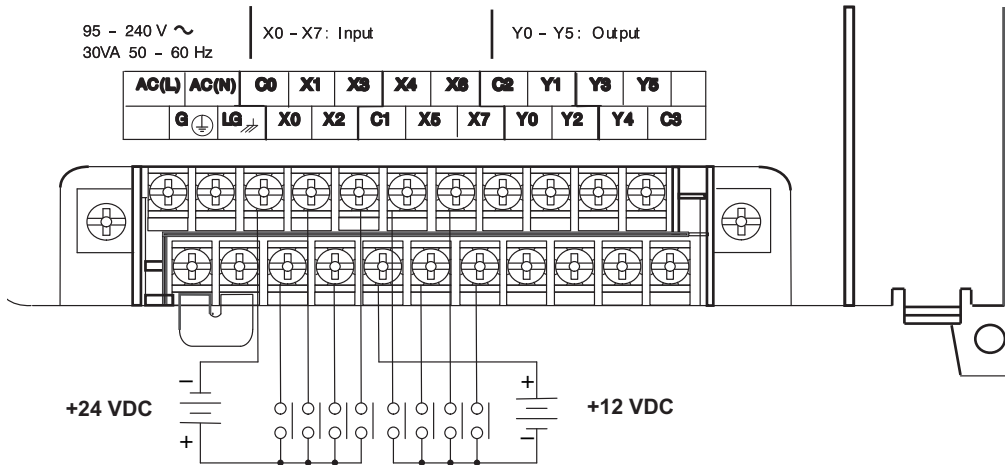 95 - 240 V ∼
30VA 50 - 60 Hz
X0 - X7: Input
Y0 - Y5: Output
AC(L) AC(N) C0 X1 X3 X4 X6 C2 Y1 Y3 Y5
G LG X0 X2 C1 X5 X7 Y0 Y2 Y4 C3
− +
+24 VDC +12 VDC
+ −